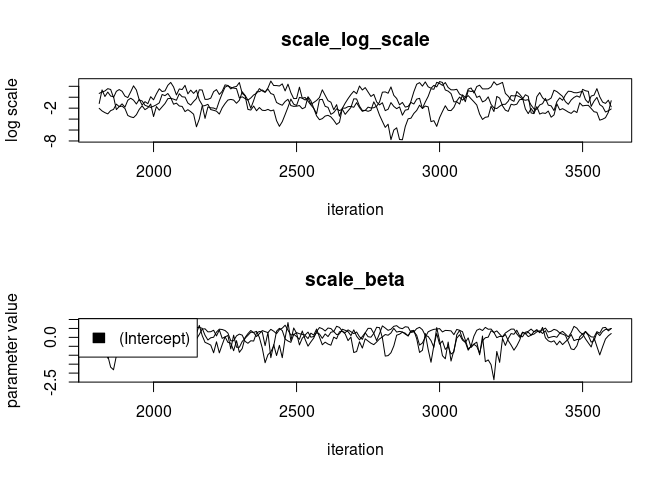 scale_log_scale
log scale
-2
-8
2000 2500 3000 3500
iteration
scale_beta
parameter value
0.0
-2.5
(Intercept)
2000 2500 3000 3500
iteration